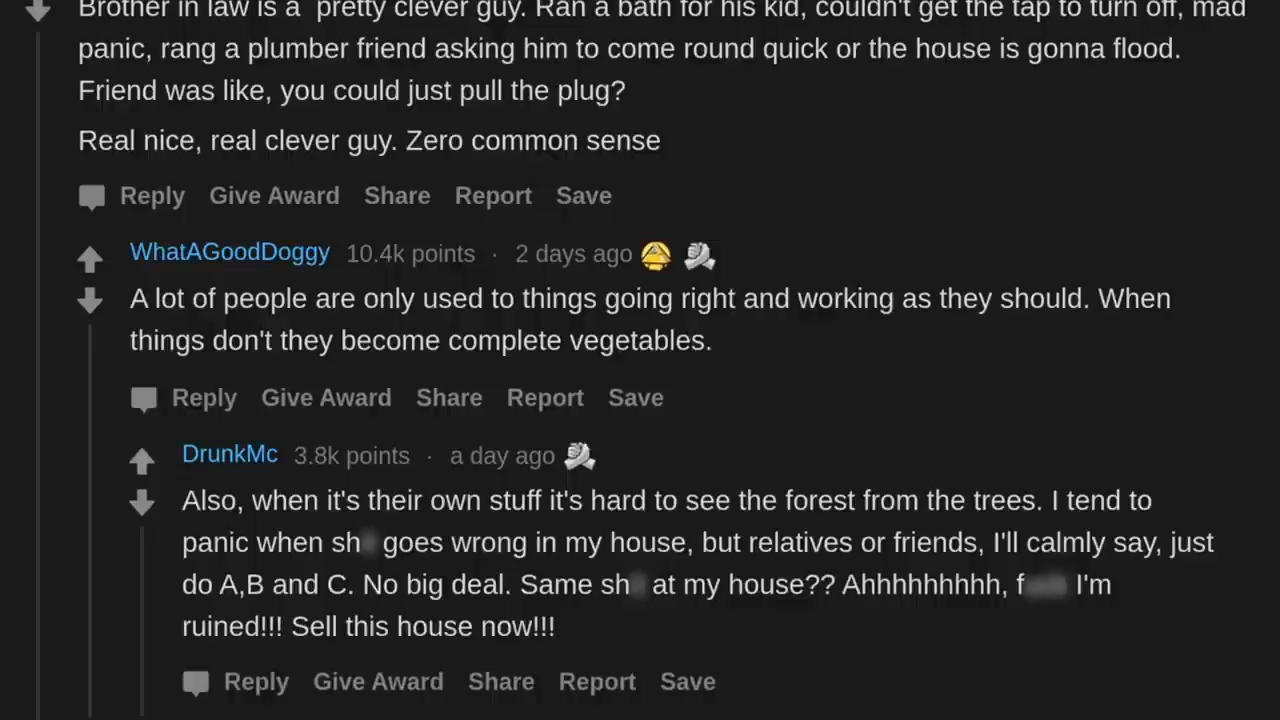 Brother in law is a pretty clever guy. Ran a bath for his kid, couldn't get the tap to turn off, mad
panic, rang a plumber friend asking him to come round quick or the house is gonna flood.
Friend was like, you could just pull the plug?
Real nice, real clever guy. Zero common sense
Reply Give Award Share Report Save
WhatAGoodDoggy 10.4k points · 2 days ago
A lot of people are only used to things going right and working as they should. When
things don't they become complete vegetables.
Reply Give Award Share Report Save
DrunkMc 3.8k points · a day ago
Also, when it's their own stuff it's hard to see the forest from the trees. I tend to
panic when sh goes wrong in my house, but relatives or friends, I'll calmly say, just
do A,B and C. No big deal. Same sh at my house?? Ahhhhhhhhh, f I'm
ruined!!! Sell this house now!!!
Reply Give Award Share Report Save